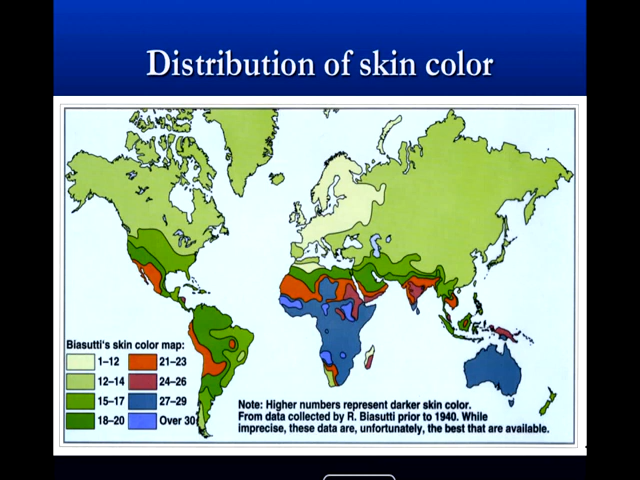 Distribution of skin color
Biasutti's skin color map:
1–12
21–23
12–14
24–26
15–17
27–29
18–20
Over 30
Note: Higher numbers represent darker skin color.
From data collected by R. Biasutti prior to 1940. While
imprecise, these data are, unfortunately, the best that are available.